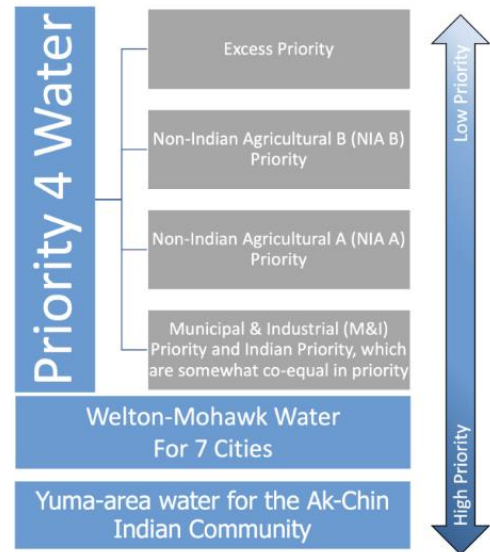 Priority 4 Water
Excess Priority
Non-Indian Agricultural B (NIA B)
Priority
Non-Indian Agricultural A (NIA A)
Priority
Municipal & Industrial (M&I)
Priority and Indian Priority, which
are somewhat co-equal in priority
Welton-Mohawk Water
For 7 Cities
Yuma-area water for the Ak-Chin
Indian Community
Low Priority
High Priority